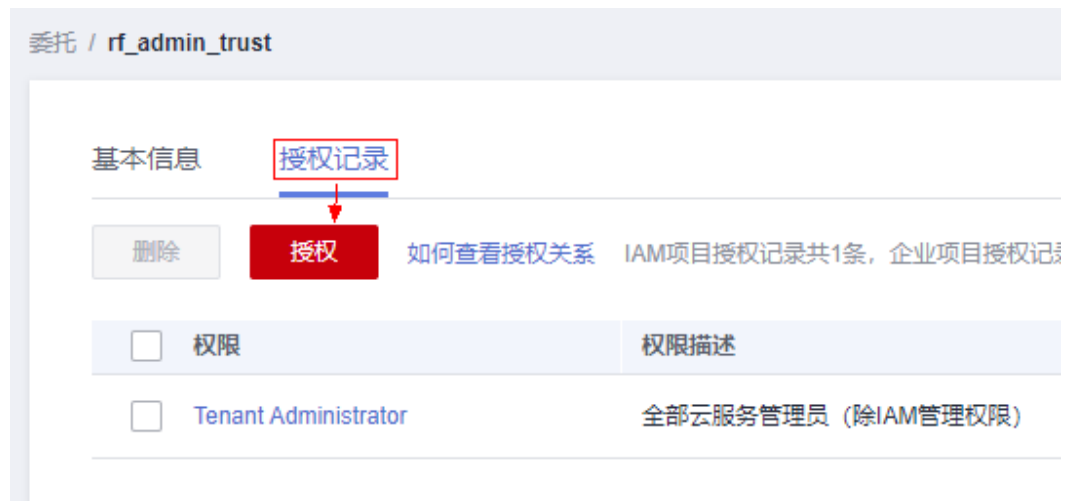 委托 / rf_admin_trust
基本信息 授权记录
删除 授权 如何查看授权关系 IAM项目授权记录共1条，企业项目授权记
权限 权限描述
Tenant Administrator 全部云服务管理员（除IAM管理权限）